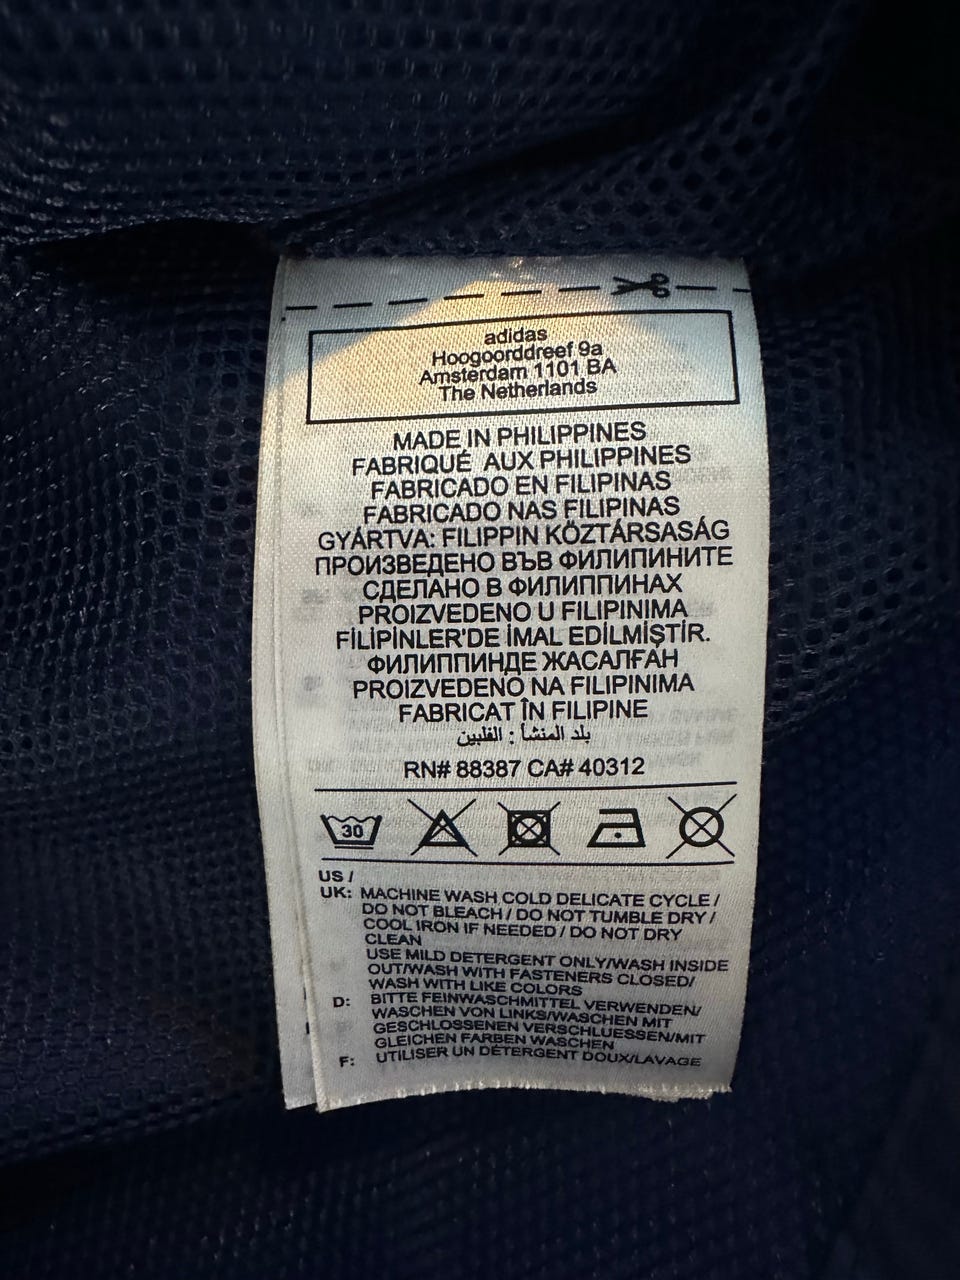 adidas
Hoogoorddreef 9a
Amsterdam 1101 BA
The Netherlands
MADE IN PHILIPPINES
FABRIQUÉ AUX PHILIPPINES
FABRICADO EN FILIPINAS
FABRICADO NAS FILIPINAS
GYÁRTVA: FILIPPIN KÖZTÁRSASÁG
ПРОИЗВЕДЕНО ВЪВ ФИЛИПИНИТЕ
СДЕЛАНО В ФИЛИППИНАХ
PROIZVEDENO U FILIPINIMA
FİLİPİNLER'DE İMAL EDİLMİŞTİR.
ФИЛИППИНДЕ ЖАСАЛҒАН
PROIZVEDENO NA FILIPINIMA
FABRICAT ÎN FILIPINE
بلد المنشأ : الفلبين
RN# 88387 CA# 40312
30
US /
UK: MACHINE WASH COLD DELICATE CYCLE /
DO NOT BLEACH / DO NOT TUMBLE DRY /
COOL IRON IF NEEDED / DO NOT DRY
CLEAN
USE MILD DETERGENT ONLY/WASH INSIDE
OUT/WASH WITH FASTENERS CLOSED/
WASH WITH LIKE COLORS
D: BITTE FEINWASCHMITTEL VERWENDEN/
WASCHEN VON LINKS/WASCHEN MIT
GESCHLOSSENEN VERSCHLUESSEN/MIT
GLEICHEN FARBEN WASCHEN
F: UTILISER UN DÉTERGENT DOUX/LAVAGE